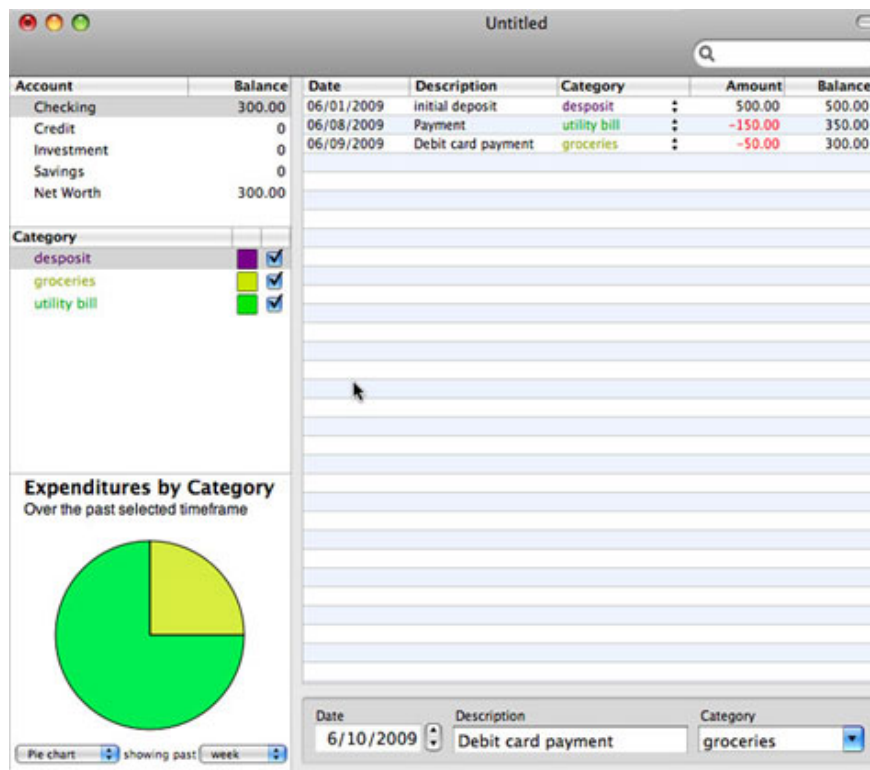 Untitled
Account Balance
Checking 300.00
Credit 0
Investment 0
Savings 0
Net Worth 300.00
Category
desposit
groceries
utility bill
Expenditures by Category
Over the past selected timeframe
Pie chart showing past week
Date Description Category Amount Balance
06/01/2009 initial deposit desposit 500.00 500.00
06/08/2009 Payment utility bill -150.00 350.00
06/09/2009 Debit card payment groceries -50.00 300.00
Date Description Category
6/10/2009 Debit card payment groceries